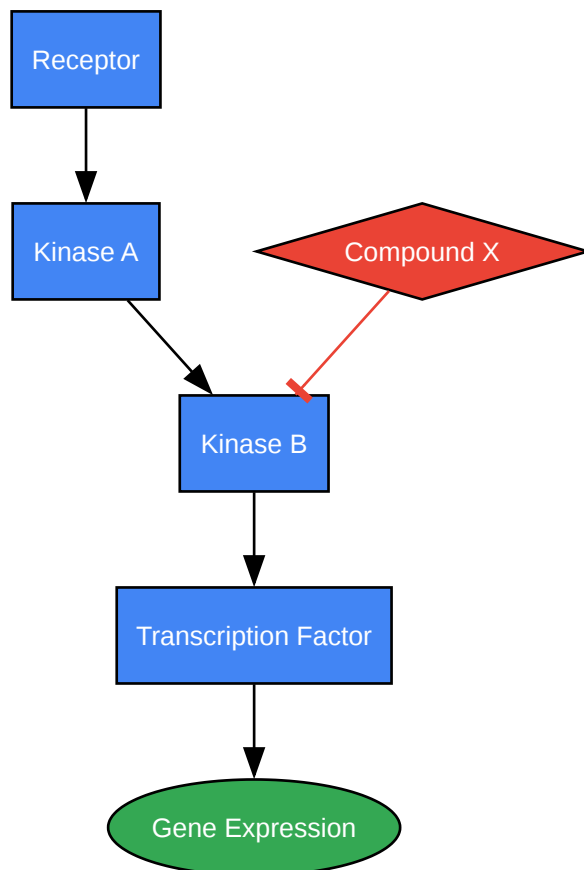 Receptor
Kinase A
Compound X
Kinase B
Transcription Factor
Gene Expression